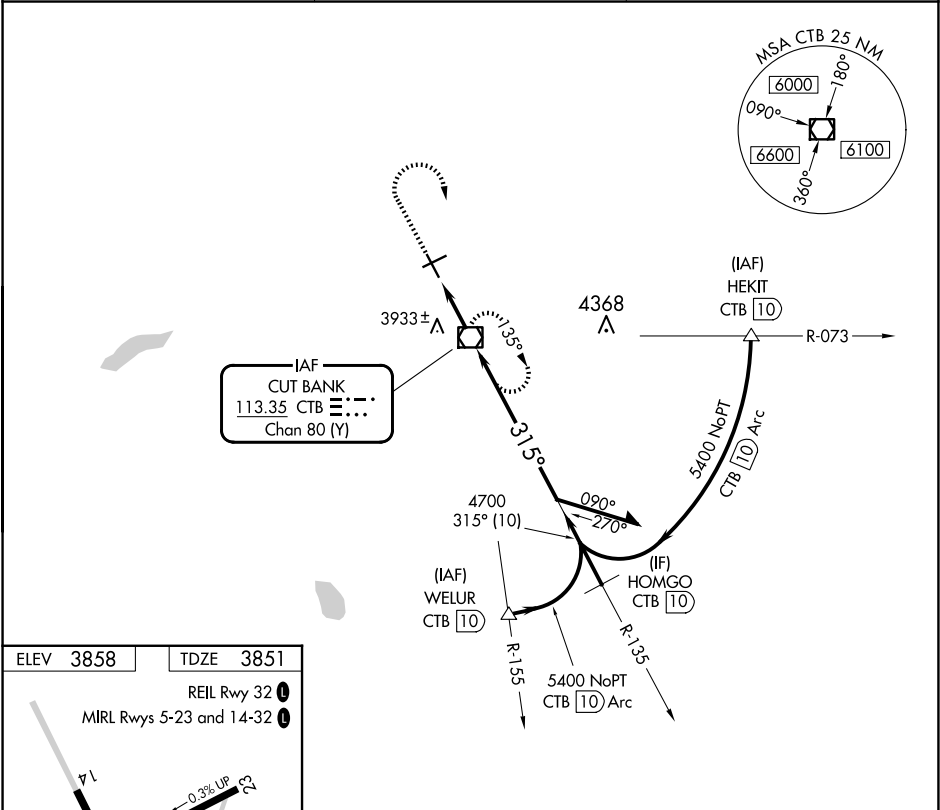 MSA CTB 25 NM
6000
180°
090°
6600
6100
360°
(IAF)
HEKIT
CTB 10
4368
R-073
3933±
135°
IAF
CUT BANK
113.35 CTB
Chan 80 (Y)
315°
5400 NoPT
CTB 10 Arc
4700
315° (10)
090°
270°
(IF)
HOMGO
CTB 10
(IAF)
WELUR
CTB 10
R-155
R-135
5400 NoPT
CTB 10 Arc
ELEV 3858
TDZE 3851
REIL Rwy 32 L
MIRL Rwys 5-23 and 14-32 L
14
0.3% UP
23